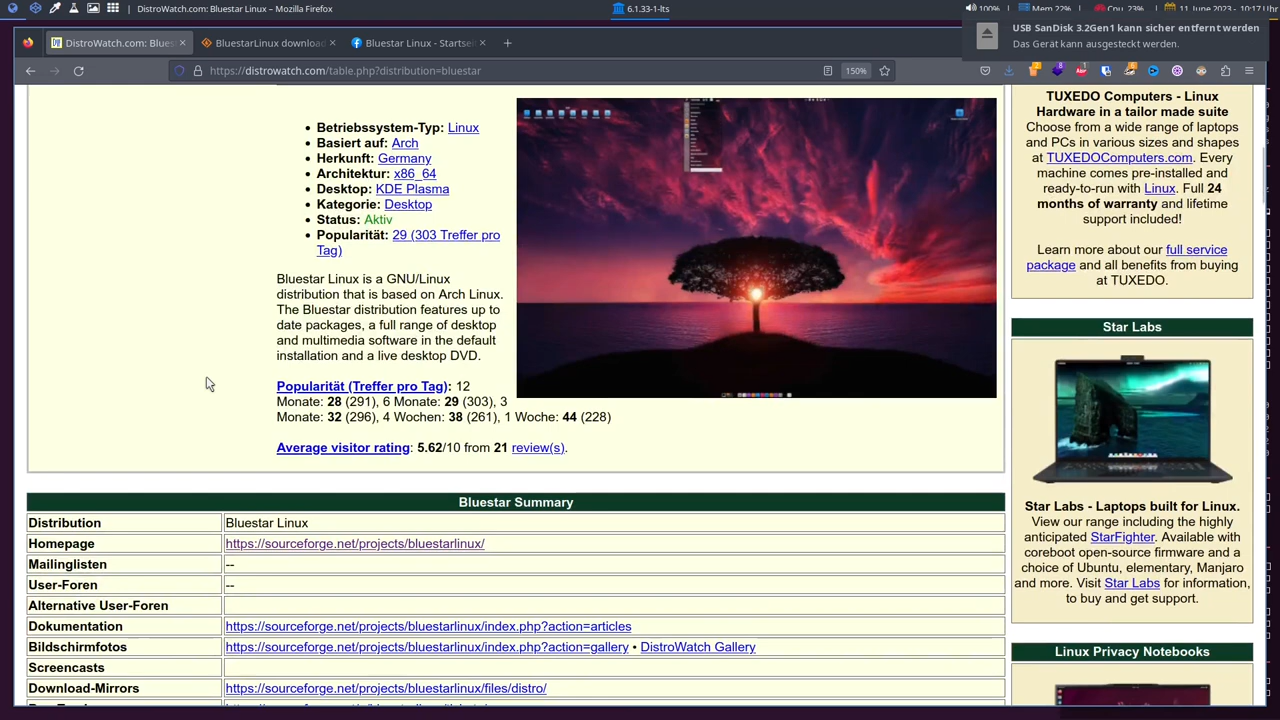 DistroWatch.com: Bluestar Linux – Mozilla Firefox
6.1.33-1-lts
100%
Mem 22%
Cpu 23%
11 June 2023 - 10:17 Uhr
DistroWatch.com: Blues
BluestarLinux download
Bluestar Linux - Startsei
USB SanDisk 3.2Gen1 kann sicher entfernt werden
Das Gerät kann ausgesteckt werden.
https://distrowatch.com/table.php?distribution=bluestar
150%
Betriebssystem-Typ: Linux
Basiert auf: Arch
Herkunft: Germany
Architektur: x86_64
Desktop: KDE Plasma
Kategorie: Desktop
Status: Aktiv
Popularität: 29 (303 Treffer pro
Tag)
Bluestar Linux is a GNU/Linux
distribution that is based on Arch Linux.
The Bluestar distribution features up to
date packages, a full range of desktop
and multimedia software in the default
installation and a live desktop DVD.
Popularität (Treffer pro Tag): 12
Monate: 28 (291), 6 Monate: 29 (303), 3
Monate: 32 (296), 4 Wochen: 38 (261), 1 Woche: 44 (228)
Average visitor rating: 5.62/10 from 21 review(s).
Bluestar Summary
Distribution Bluestar Linux
Homepage https://sourceforge.net/projects/bluestarlinux/
Mailinglisten --
User-Foren --
Alternative User-Foren
Dokumentation https://sourceforge.net/projects/bluestarlinux/index.php?action=articles
Bildschirmfotos https://sourceforge.net/projects/bluestarlinux/index.php?action=gallery • DistroWatch Gallery
Screencasts
Download-Mirrors https://sourceforge.net/projects/bluestarlinux/files/distro/
TUXEDO Computers - Linux
Hardware in a tailor made suite
Choose from a wide range of laptops
and PCs in various sizes and shapes
at TUXEDOComputers.com. Every
machine comes pre-installed and
ready-to-run with Linux. Full 24
months of warranty and lifetime
support included!
Learn more about our full service
package and all benefits from buying
at TUXEDO.
Star Labs
Star Labs - Laptops built for Linux.
View our range including the highly
anticipated StarFighter. Available with
coreboot open-source firmware and a
choice of Ubuntu, elementary, Manjaro
and more. Visit Star Labs for information,
to buy and get support.
Linux Privacy Notebooks